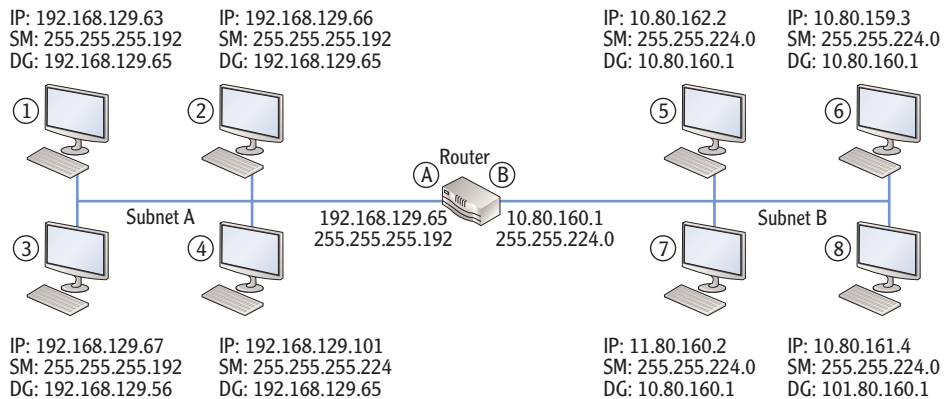 IP: 192.168.129.63
SM: 255.255.255.192
DG: 192.168.129.65
IP: 192.168.129.66
SM: 255.255.255.192
DG: 192.168.129.65
IP: 10.80.162.2
SM: 255.255.224.0
DG: 10.80.160.1
IP: 10.80.159.3
SM: 255.255.224.0
DG: 10.80.160.1
1
2
5
6
Router
A
B
Subnet A
192.168.129.65
255.255.255.192
10.80.160.1
255.255.224.0
Subnet B
3
4
7
8
IP: 192.168.129.67
SM: 255.255.255.192
DG: 192.168.129.56
IP: 192.168.129.101
SM: 255.255.255.224
DG: 192.168.129.65
IP: 11.80.160.2
SM: 255.255.224.0
DG: 10.80.160.1
IP: 10.80.161.4
SM: 255.255.224.0
DG: 101.80.160.1